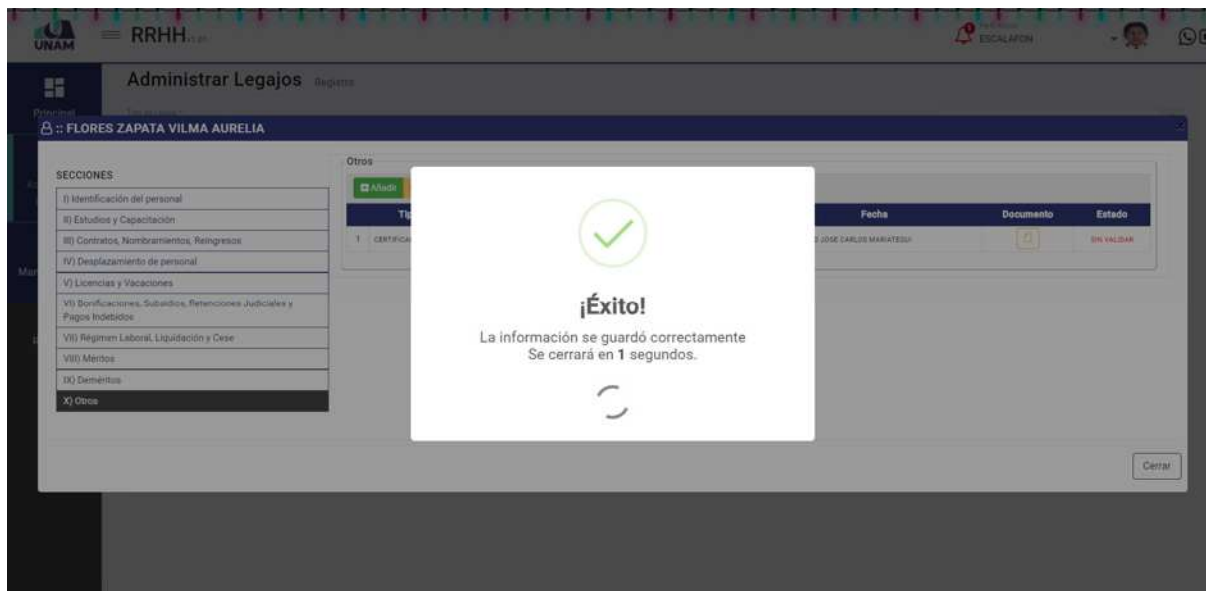 UNAM
RRHH
ESCALAFON
Administrar Legajos Registro
Principal
:: FLORES ZAPATA VILMA AURELIA
SECCIONES
I) Identificación del personal
II) Estudios y Capacitación
III) Contratos, Nombramientos, Reingresos
IV) Desplazamiento de personal
V) Licencias y Vacaciones
VI) Bonificaciones, Subsidios, Retenciones Judiciales y
Pagos Indebidos
VII) Régimen Laboral, Liquidación y Cese
VIII) Méritos
IX) Deméritos
X) Otros
Otros
Añadir
Fecha Documento Estado
1 JOSE CARLOS MARIATEGUI SIN VALIDAR
¡Éxito!
La información se guardó correctamente
Se cerrará en 1 segundos.
Cerrar